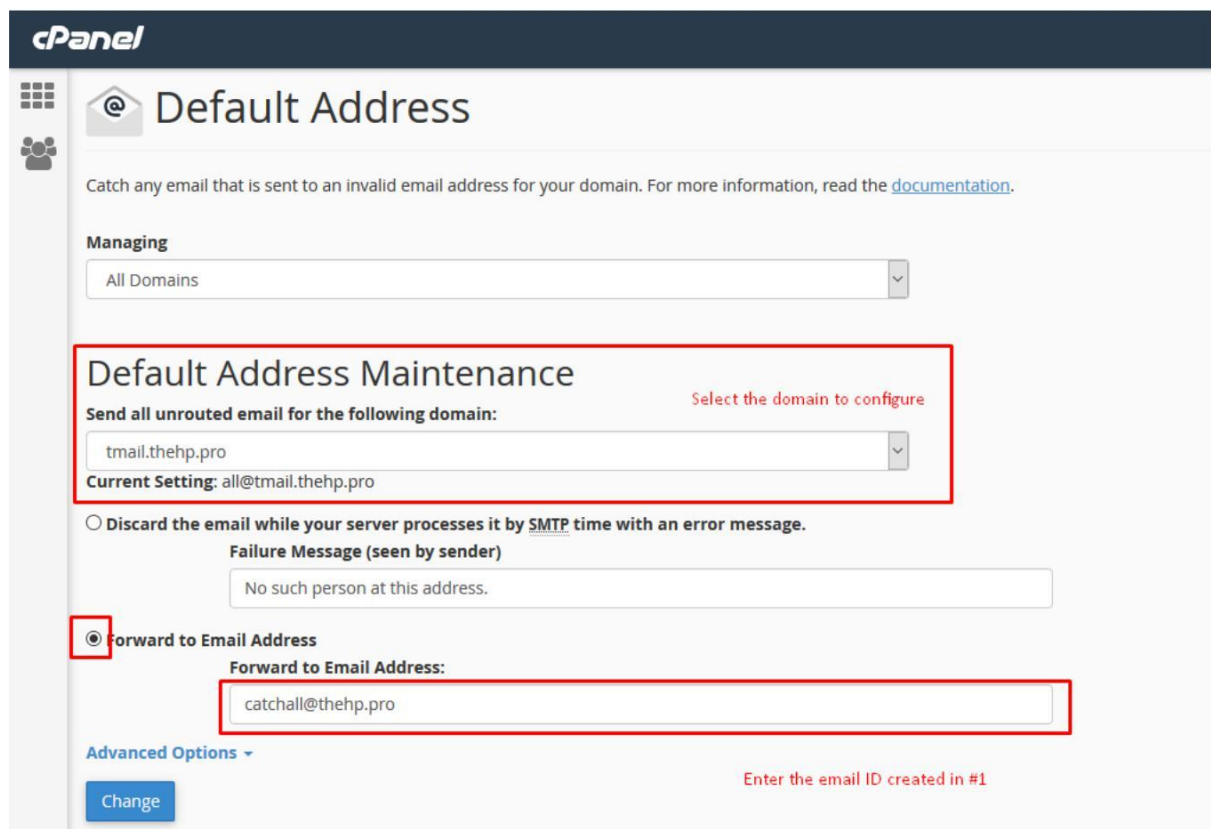 cPanel
Default Address
Catch any email that is sent to an invalid email address for your domain. For more information, read the documentation.
Managing
All Domains
Default Address Maintenance
Select the domain to configure
Send all unrouted email for the following domain:
tmail.thehp.pro
Current Setting: all@tmail.thehp.pro
Discard the email while your server processes it by SMTP time with an error message.
Failure Message (seen by sender)
No such person at this address.
Forward to Email Address
Forward to Email Address:
catchall@thehp.pro
Advanced Options
Enter the email ID created in #1
Change